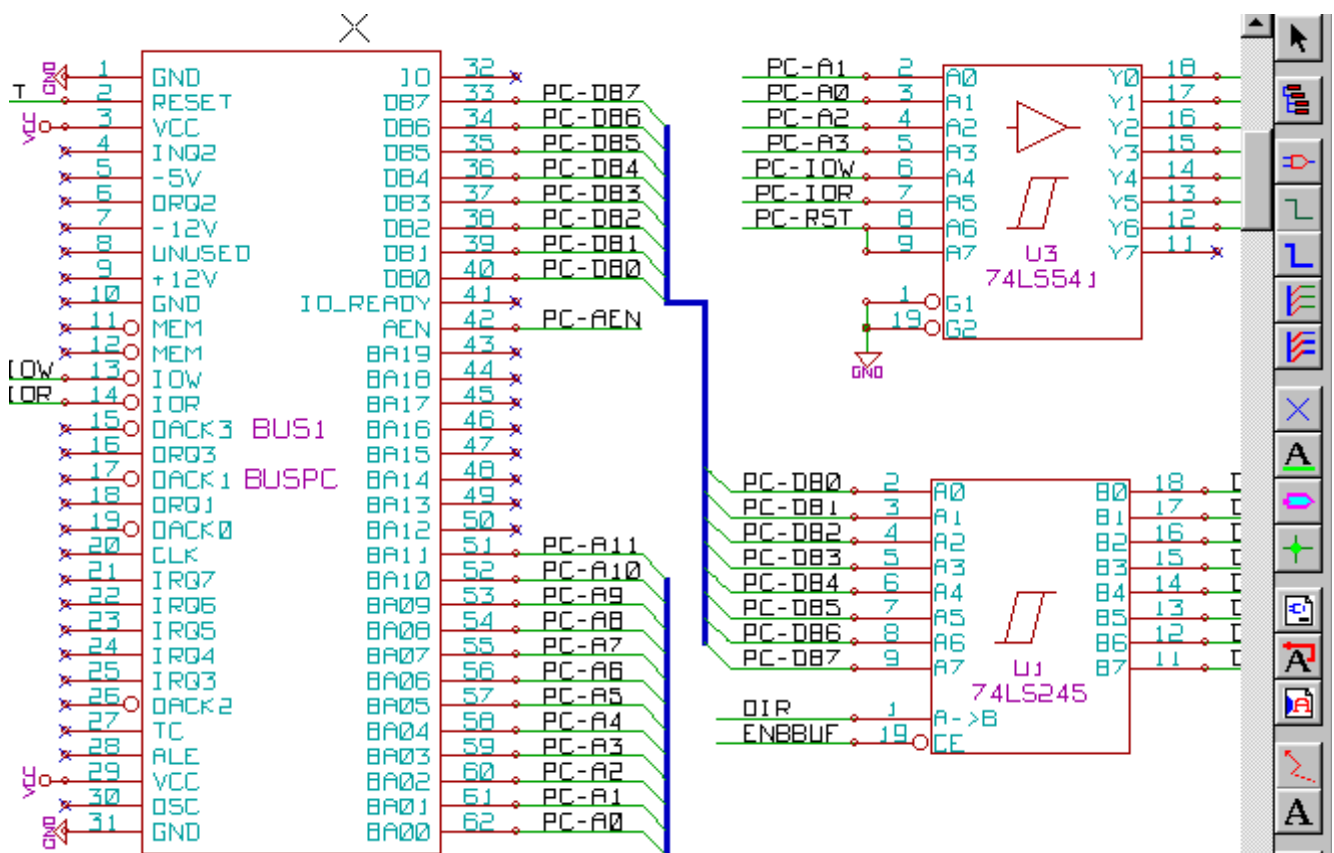 GND 1 GND IO 32
T 2 RESET DB7 33 PC-DB7
VCC 3 VCC DB6 34 PC-DB6
4 INQ2 DB5 35 PC-DB5
5 -5V DB4 36 PC-DB4
6 DRQ2 DB3 37 PC-DB3
7 -12V DB2 38 PC-DB2
8 UNUSED DB1 39 PC-DB1
9 +12V DB0 40 PC-DB0
10 GND IO_READY 41
11 MEM AEN 42 PC-AEN
12 MEM BA19 43
IOW 13 IOW BA18 44
IOR 14 IOR BA17 45
15 DACK3 BUS1 BA16 46
16 DRQ3 BA15 47
17 DACK1 BUSPC BA14 48
18 DRQ1 BA13 49
19 DACK0 BA12 50
20 CLK BA11 51 PC-A11
21 IRQ7 BA10 52 PC-A10
22 IRQ6 BA09 53 PC-A9
23 IRQ5 BA08 54 PC-A8
24 IRQ4 BA07 55 PC-A7
25 IRQ3 BA06 56 PC-A6
26 DACK2 BA05 57 PC-A5
27 TC BA04 58 PC-A4
28 ALE BA03 59 PC-A3
VCC 29 VCC BA02 60 PC-A2
30 OSC BA01 61 PC-A1
GND 31 GND BA00 62 PC-A0
PC-A1 2 A0 Y0 18
PC-A0 3 A1 Y1 17
PC-A2 4 A2 Y2 16
PC-A3 5 A3 Y3 15
PC-IOW 6 A4 Y4 14
PC-IOR 7 A5 Y5 13
PC-RST 8 A6 Y6 12
9 A7 U3 Y7 11
74LS541
1 G1
19 G2
GND
PC-DB0 2 A0 B0 18 D
PC-DB1 3 A1 B1 17 D
PC-DB2 4 A2 B2 16 D
PC-DB3 5 A3 B3 15 D
PC-DB4 6 A4 B4 14 D
PC-DB5 7 A5 B5 13 D
PC-DB6 8 A6 B6 12 D
PC-DB7 9 A7 U1 B7 11 D
74LS245
DIR 1 A->B
ENBBUF 19 CE
A
A
A
A